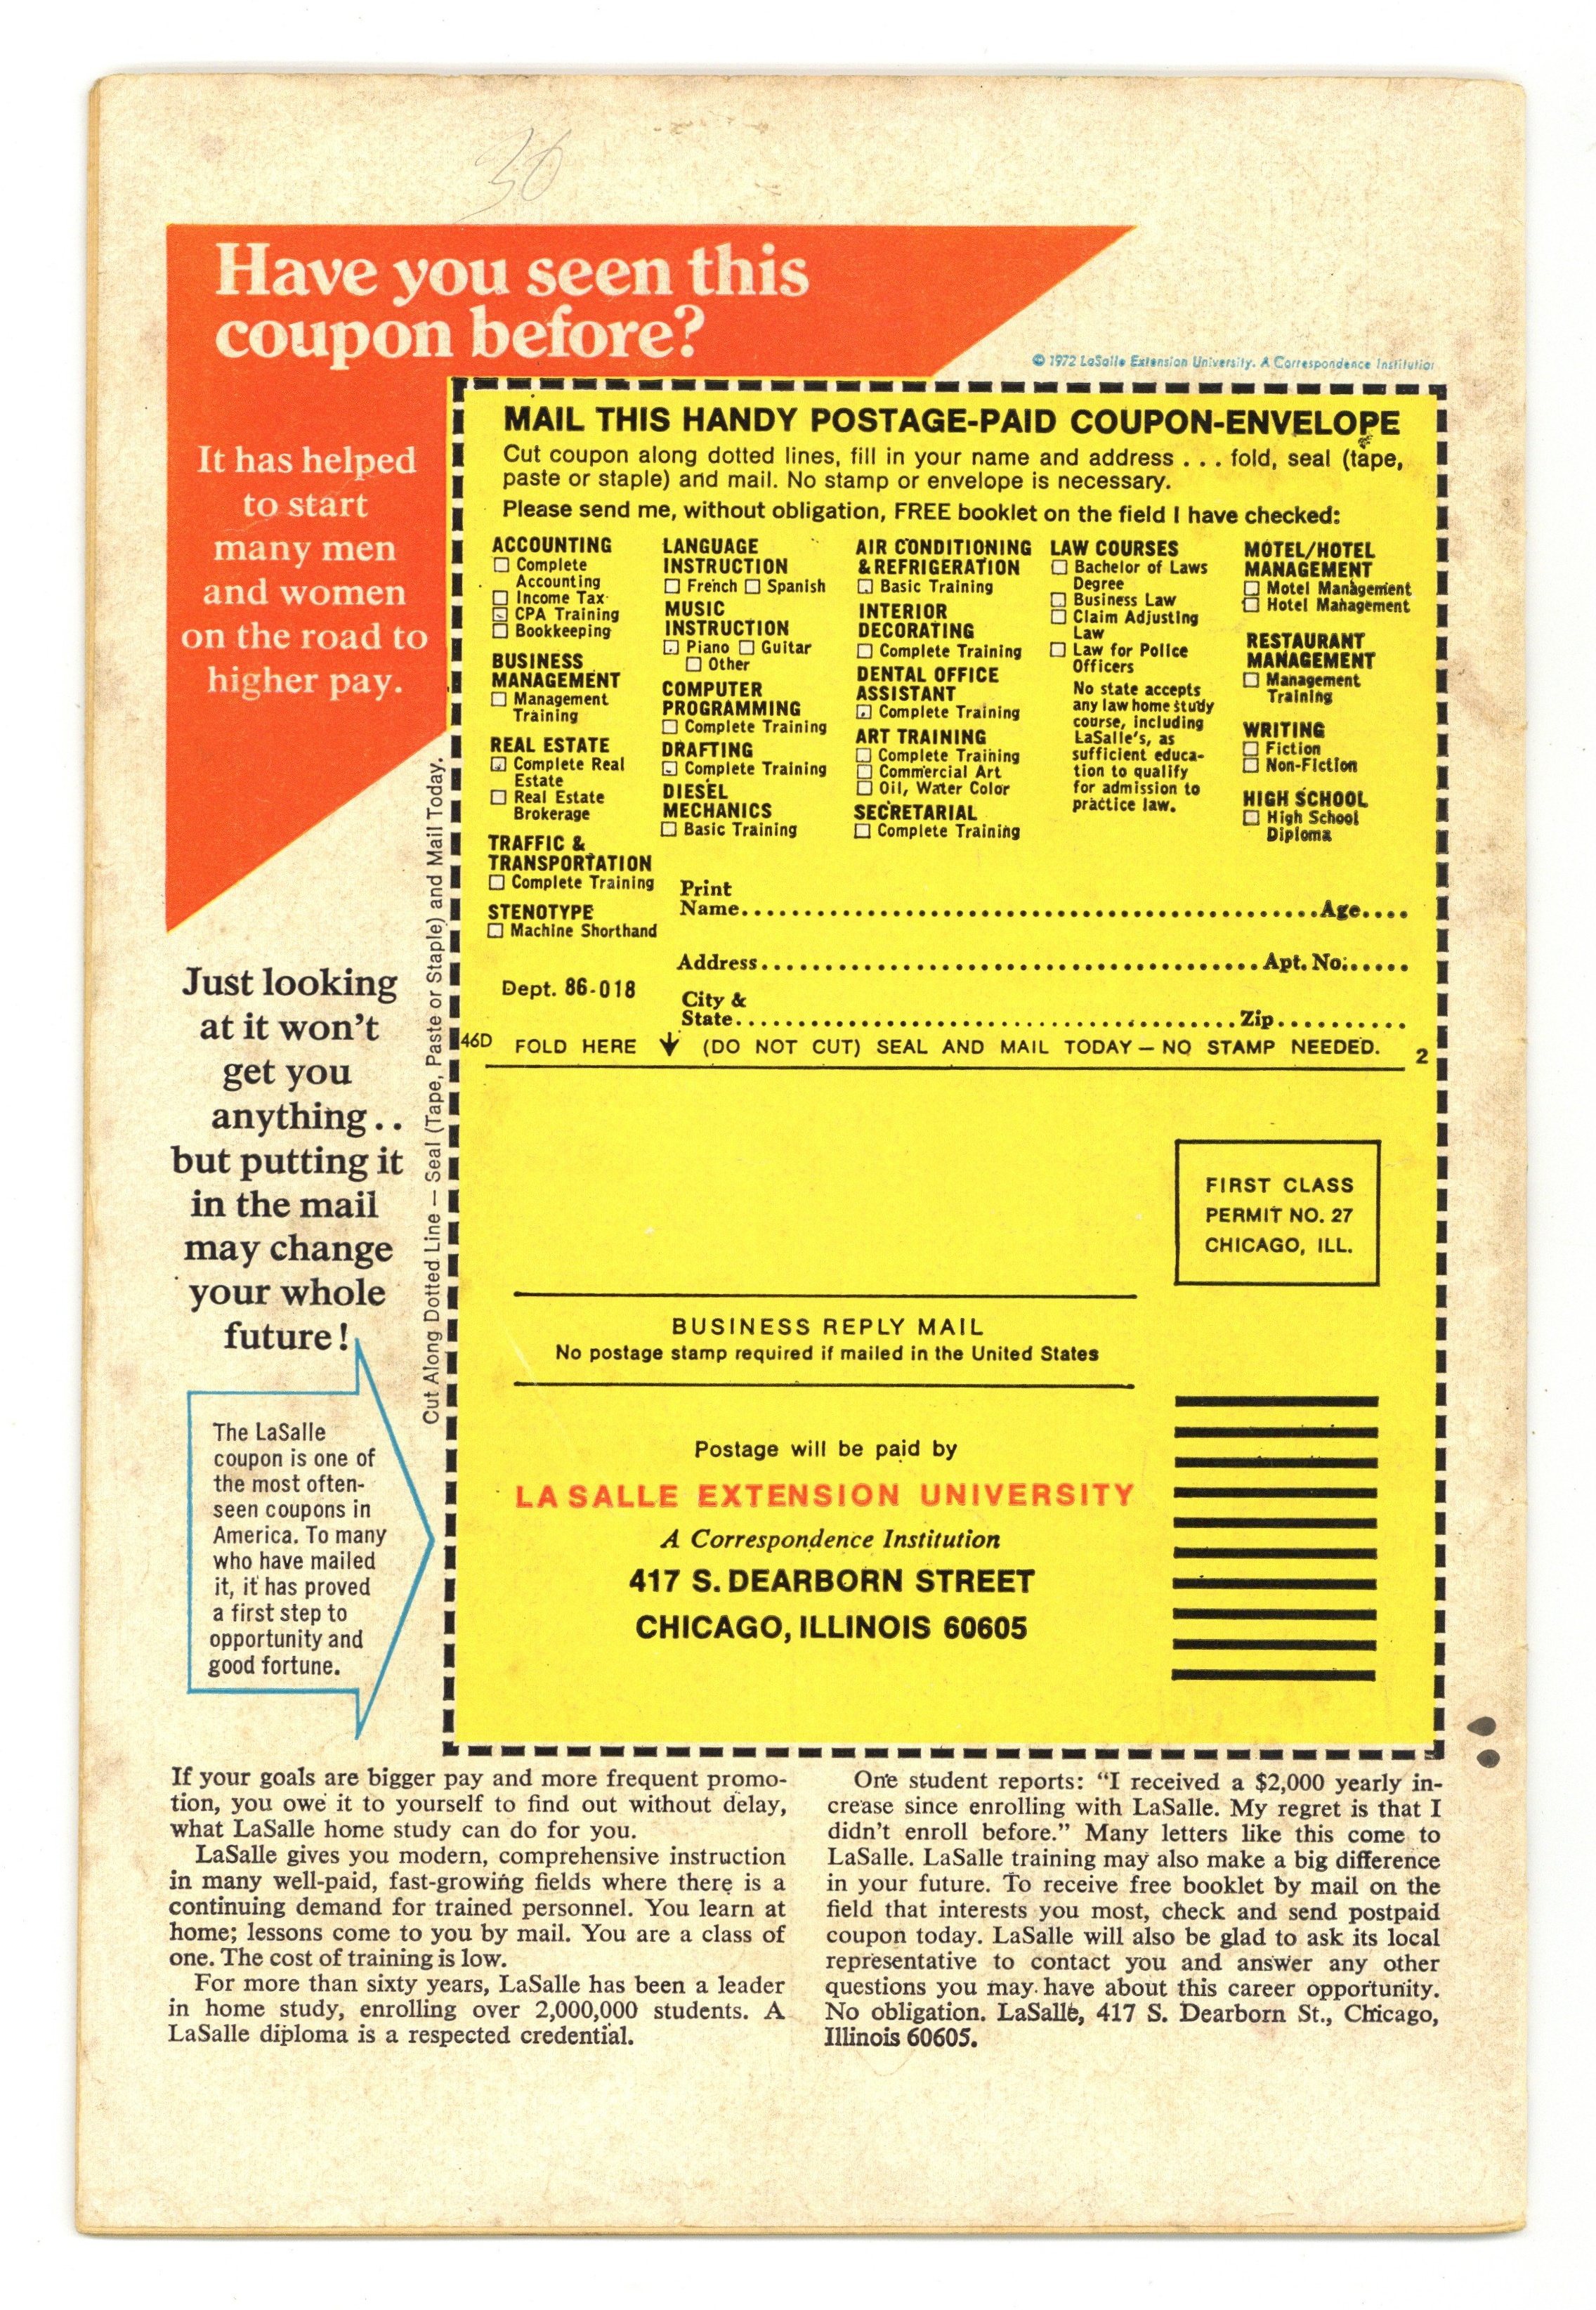 36
Have you seen this
coupon before?
It has helped
to start
many men
and women
on the road to
higher pay.
© 1972 LaSalle Extension University. A Correspondence Institution
MAIL THIS HANDY POSTAGE-PAID COUPON-ENVELOPE
Cut coupon along dotted lines, fill in your name and address . . . fold, seal (tape,
paste or staple) and mail. No stamp or envelope is necessary.
Please send me, without obligation, FREE booklet on the field I have checked:
ACCOUNTING
Complete
Accounting
Income Tax
CPA Training
Bookkeeping
BUSINESS
MANAGEMENT
Management
Training
REAL ESTATE
Complete Real
Estate
Real Estate
Brokerage
TRAFFIC &
TRANSPORTATION
Complete Training
STENOTYPE
Machine Shorthand
LANGUAGE
INSTRUCTION
French Spanish
MUSIC
INSTRUCTION
Piano Guitar
Other
COMPUTER
PROGRAMMING
Complete Training
DRAFTING
Complete Training
DIESEL
MECHANICS
Basic Training
AIR CONDITIONING
& REFRIGERATION
Basic Training
INTERIOR
DECORATING
Complete Training
DENTAL OFFICE
ASSISTANT
Complete Training
ART TRAINING
Complete Training
Commercial Art
Oil, Water Color
SECRETARIAL
Complete Training
LAW COURSES
Bachelor of Laws
Degree
Business Law
Claim Adjusting
Law
Law for Police
Officers
No state accepts
any law home study
course, including
LaSalle's, as
sufficient educa-
tion to qualify
for admission to
practice law.
MOTEL/HOTEL
MANAGEMENT
Motel Management
Hotel Management
RESTAURANT
MANAGEMENT
Management
Training
WRITING
Fiction
Non-Fiction
HIGH SCHOOL
High School
Diploma
Print
Name.............................................Age....
Address.......................................Apt. No......
City &
State.......................................Zip..........
Dept. 86-018
46D FOLD HERE ↓ (DO NOT CUT) SEAL AND MAIL TODAY — NO STAMP NEEDED. 2
Cut Along Dotted Line — Seal (Tape, Paste or Staple) and Mail Today.
Just looking
at it won't
get you
anything . .
but putting it
in the mail
may change
your whole
future!
The LaSalle
coupon is one of
the most often-
seen coupons in
America. To many
who have mailed
it, it has proved
a first step to
opportunity and
good fortune.
FIRST CLASS
PERMIT NO. 27
CHICAGO, ILL.
BUSINESS REPLY MAIL
No postage stamp required if mailed in the United States
Postage will be paid by
LA SALLE EXTENSION UNIVERSITY
A Correspondence Institution
417 S. DEARBORN STREET
CHICAGO, ILLINOIS 60605
If your goals are bigger pay and more frequent promo-
tion, you owe it to yourself to find out without delay,
what LaSalle home study can do for you.
LaSalle gives you modern, comprehensive instruction
in many well-paid, fast-growing fields where there is a
continuing demand for trained personnel. You learn at
home; lessons come to you by mail. You are a class of
one. The cost of training is low.
For more than sixty years, LaSalle has been a leader
in home study, enrolling over 2,000,000 students. A
LaSalle diploma is a respected credential.
One student reports: "I received a $2,000 yearly in-
crease since enrolling with LaSalle. My regret is that I
didn't enroll before." Many letters like this come to
LaSalle. LaSalle training may also make a big difference
in your future. To receive free booklet by mail on the
field that interests you most, check and send postpaid
coupon today. LaSalle will also be glad to ask its local
representative to contact you and answer any other
questions you may have about this career opportunity.
No obligation. LaSalle, 417 S. Dearborn St., Chicago,
Illinois 60605.